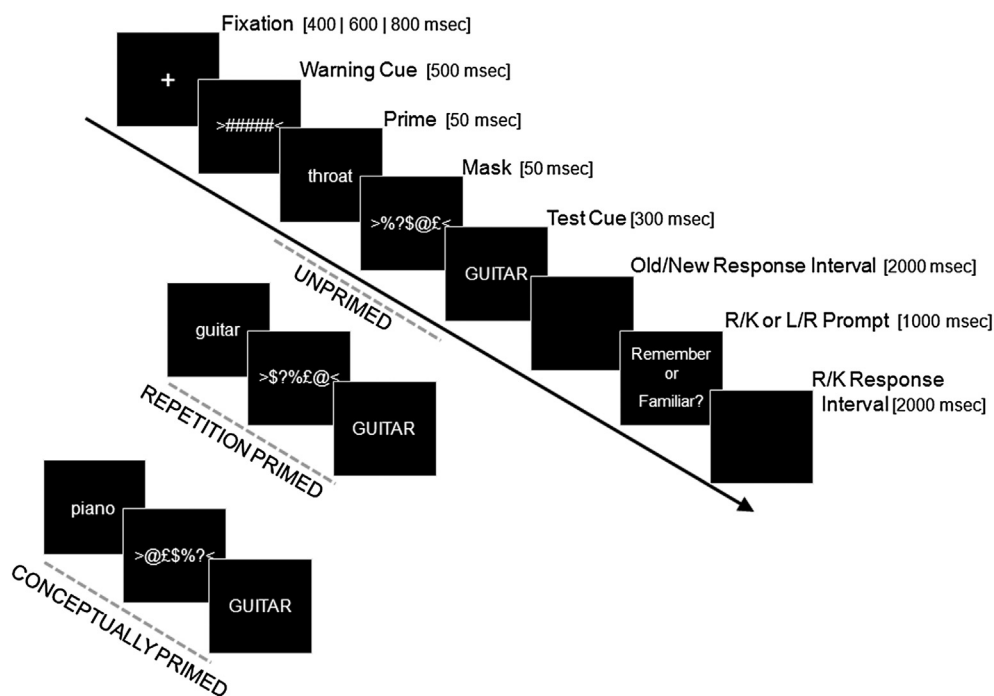 Fixation [400 | 600 | 800 msec]
+
Warning Cue [500 msec]
>#####<
Prime [50 msec]
throat
Mask [50 msec]
>%?$@£<
Test Cue [300 msec]
GUITAR
Old/New Response Interval [2000 msec]
R/K or L/R Prompt [1000 msec]
Remember
or
Familiar?
R/K Response
Interval [2000 msec]
UNPRIMED
guitar
>$?%£@<
GUITAR
REPETITION PRIMED
piano
>@£$%?<
GUITAR
CONCEPTUALLY PRIMED